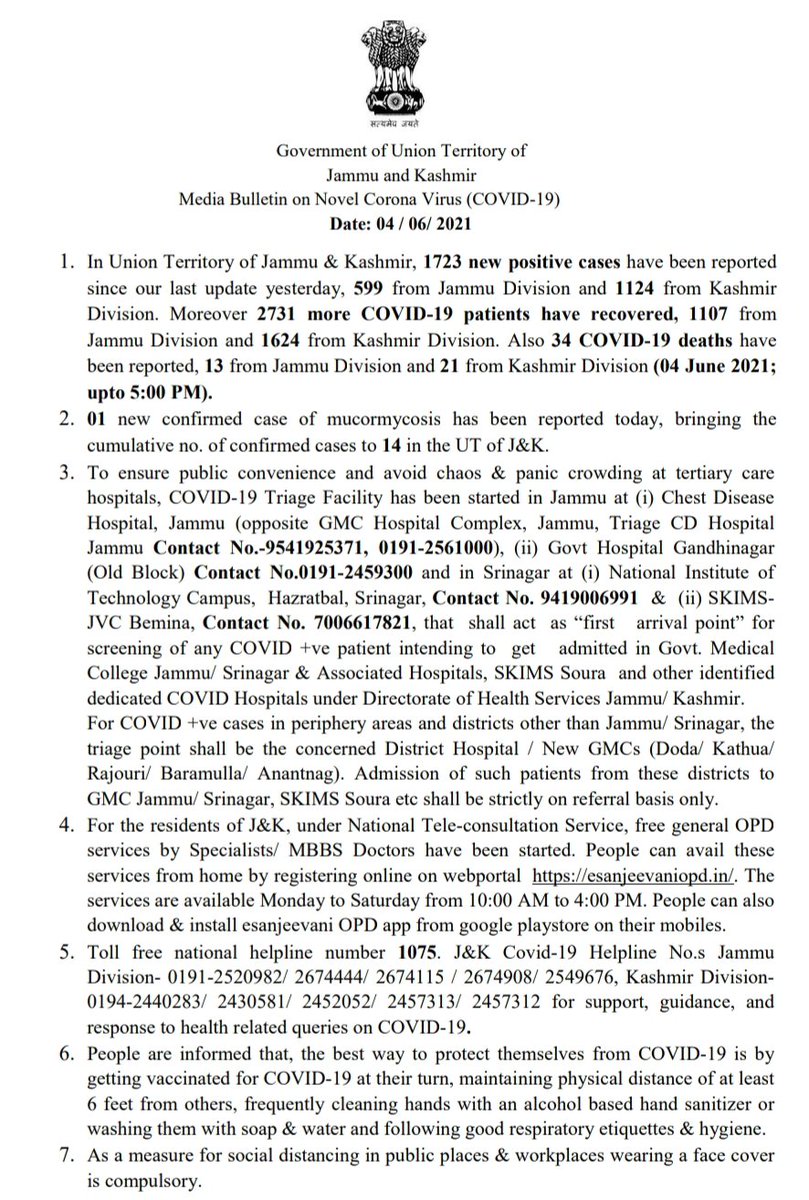 सत्यमेव जयते
Government of Union Territory of
Jammu and Kashmir
Media Bulletin on Novel Corona Virus (COVID-19)
Date: 04 / 06/ 2021
1. In Union Territory of Jammu & Kashmir, 1723 new positive cases have been reported
since our last update yesterday, 599 from Jammu Division and 1124 from Kashmir
Division. Moreover 2731 more COVID-19 patients have recovered, 1107 from
Jammu Division and 1624 from Kashmir Division. Also 34 COVID-19 deaths have
been reported, 13 from Jammu Division and 21 from Kashmir Division (04 June 2021;
upto 5:00 PM).
2. 01 new confirmed case of mucormycosis has been reported today, bringing the
cumulative no. of confirmed cases to 14 in the UT of J&K.
3. To ensure public convenience and avoid chaos & panic crowding at tertiary care
hospitals, COVID-19 Triage Facility has been started in Jammu at (i) Chest Disease
Hospital, Jammu (opposite GMC Hospital Complex, Jammu, Triage CD Hospital
Jammu Contact No.-9541925371, 0191-2561000), (ii) Govt Hospital Gandhinagar
(Old Block) Contact No.0191-2459300 and in Srinagar at (i) National Institute of
Technology Campus, Hazratbal, Srinagar, Contact No. 9419006991 & (ii) SKIMS-
JVC Bemina, Contact No. 7006617821, that shall act as “first arrival point” for
screening of any COVID +ve patient intending to get admitted in Govt. Medical
College Jammu/ Srinagar & Associated Hospitals, SKIMS Soura and other identified
dedicated COVID Hospitals under Directorate of Health Services Jammu/ Kashmir.
For COVID +ve cases in periphery areas and districts other than Jammu/ Srinagar, the
triage point shall be the concerned District Hospital / New GMCs (Doda/ Kathua/
Rajouri/ Baramulla/ Anantnag). Admission of such patients from these districts to
GMC Jammu/ Srinagar, SKIMS Soura etc shall be strictly on referral basis only.
4. For the residents of J&K, under National Tele-consultation Service, free general OPD
services by Specialists/ MBBS Doctors have been started. People can avail these
services from home by registering online on webportal https://esanjeevaniopd.in/. The
services are available Monday to Saturday from 10:00 AM to 4:00 PM. People can also
download & install esanjeevani OPD app from google playstore on their mobiles.
5. Toll free national helpline number 1075. J&K Covid-19 Helpline No.s Jammu
Division- 0191-2520982/ 2674444/ 2674115 / 2674908/ 2549676, Kashmir Division-
0194-2440283/ 2430581/ 2452052/ 2457313/ 2457312 for support, guidance, and
response to health related queries on COVID-19.
6. People are informed that, the best way to protect themselves from COVID-19 is by
getting vaccinated for COVID-19 at their turn, maintaining physical distance of at least
6 feet from others, frequently cleaning hands with an alcohol based hand sanitizer or
washing them with soap & water and following good respiratory etiquettes & hygiene.
7. As a measure for social distancing in public places & workplaces wearing a face cover
is compulsory.